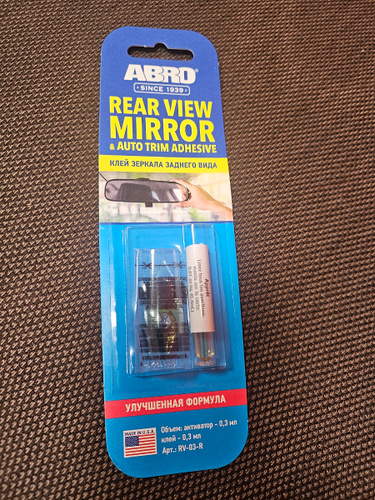 ABRO
• SINCE 1939 •
REAR VIEW
MIRROR
& AUTO TRIM ADHESIVE
КЛЕЙ ЗЕРКАЛА ЗАДНЕГО ВИДА
УЛУЧШЕННАЯ ФОРМУЛА
MADE IN U.S.A.
Объем: активатор - 0,3 мл
клей - 0,3 мл
Арт.: RV-03-R